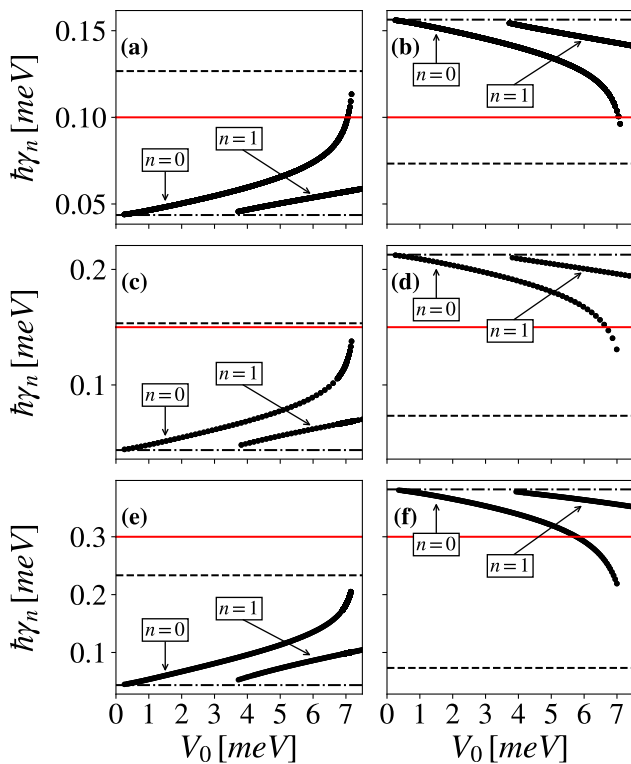 (a)
(b)
0.15
0.10
0.05
ħγₙ [meV]
n=0
n=1
n=0
n=1
(c)
(d)
0.2
0.1
ħγₙ [meV]
n=0
n=1
n=0
n=1
(e)
(f)
0.3
0.2
0.1
ħγₙ [meV]
n=0
n=1
n=0
n=1
0 1 2 3 4 5 6 7
0 1 2 3 4 5 6 7
V₀ [meV]
V₀ [meV]